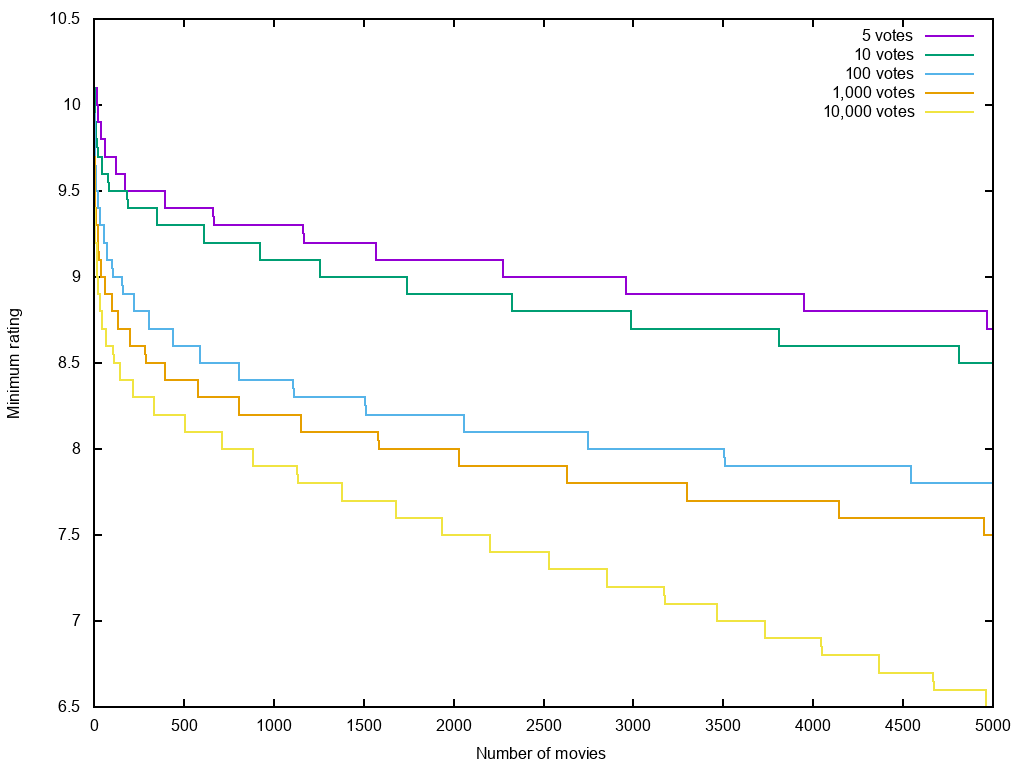 10.5
10
9.5
9
8.5
8
7.5
7
6.5
0 500 1000 1500 2000 2500 3000 3500 4000 4500 5000
Minimum rating
Number of movies
5 votes
10 votes
100 votes
1,000 votes
10,000 votes